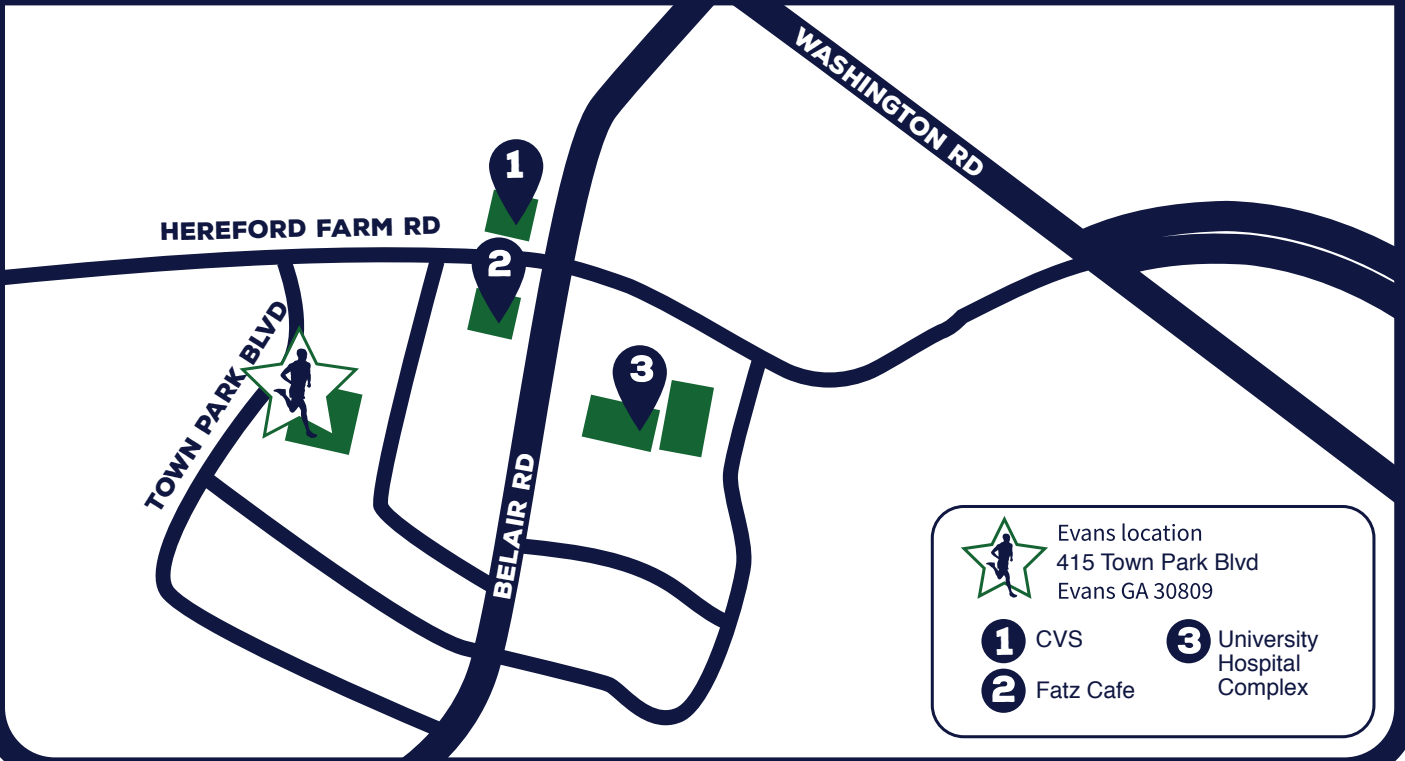 WASHINGTON RD
1
HEREFORD FARM RD
2
TOWN PARK BLVD
3
BELAIR RD
Evans location
415 Town Park Blvd
Evans GA 30809
1 CVS
2 Fatz Cafe
3 University
Hospital
Complex